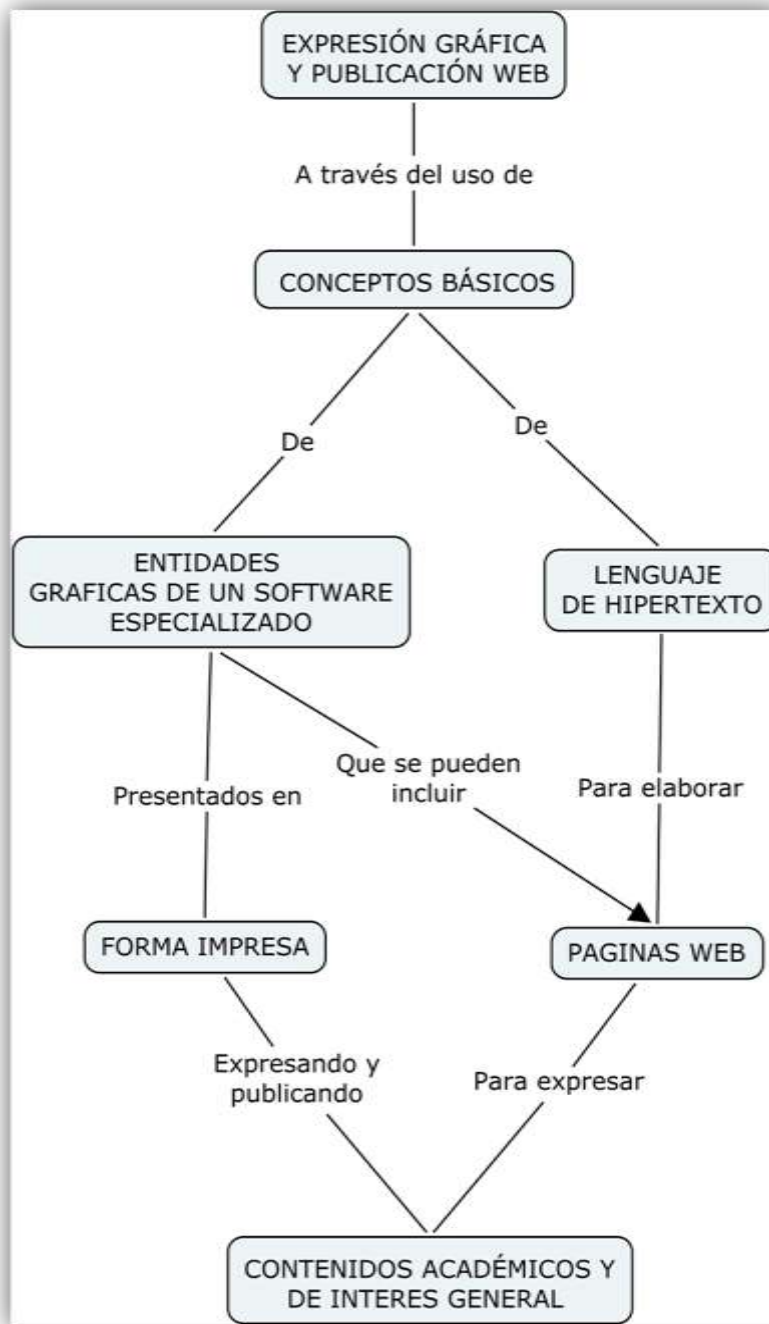 EXPRESIÓN GRÁFICA
Y PUBLICACIÓN WEB
A través del uso de
CONCEPTOS BÁSICOS
De
De
ENTIDADES
GRAFICAS DE UN SOFTWARE
ESPECIALIZADO
LENGUAJE
DE HIPERTEXTO
Presentados en
Que se pueden
incluir
Para elaborar
FORMA IMPRESA
PAGINAS WEB
Expresando y
publicando
Para expresar
CONTENIDOS ACADÉMICOS Y
DE INTERES GENERAL